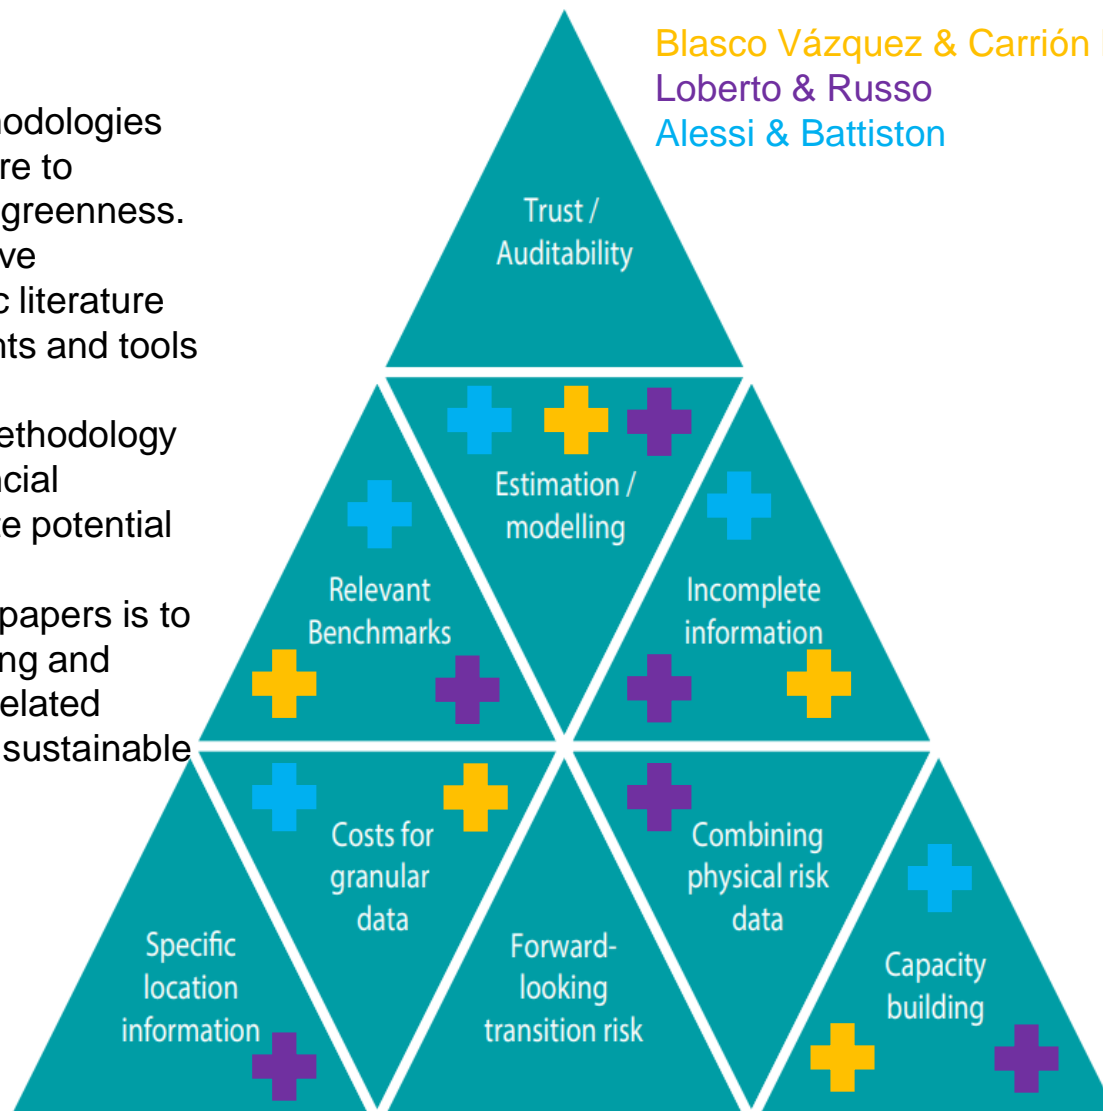 Blasco Vázquez & Carrión
Loberto & Russo
Alessi & Battiston
re to
greenness.
ve
literature
nts and tools
ethodology
ncial
te potential
papers is to
ng and
elated
sustainable
Trust /
Auditability
Estimation /
modelling
Relevant
Benchmarks
Incomplete
information
Costs for
granular
data
Combining
physical risk
data
Specific
location
information
Forward-
looking
transition risk
Capacity
building